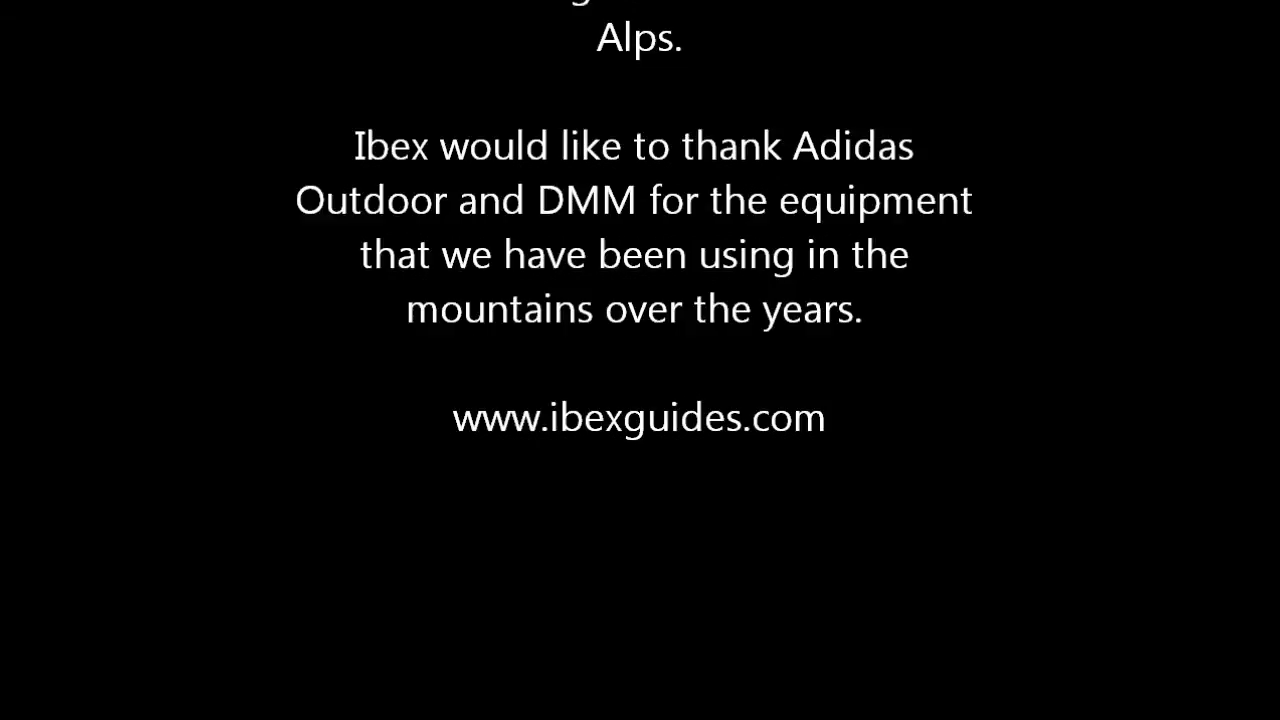 Alps.
Ibex would like to thank Adidas
Outdoor and DMM for the equipment
that we have been using in the
mountains over the years.
www.ibexguides.com